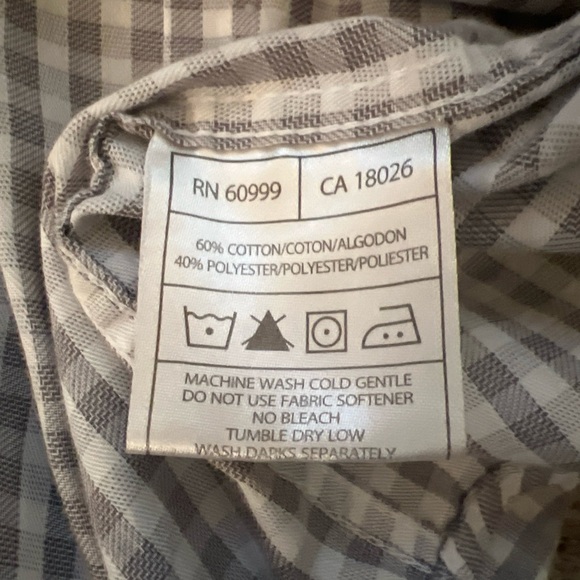 RN 60999 CA 18026
60% COTTON/COTON/ALGODON
40% POLYESTER/POLYESTER/POLIESTER
MACHINE WASH COLD GENTLE
DO NOT USE FABRIC SOFTENER
NO BLEACH
TUMBLE DRY LOW
WASH DARKS SEPARATELY